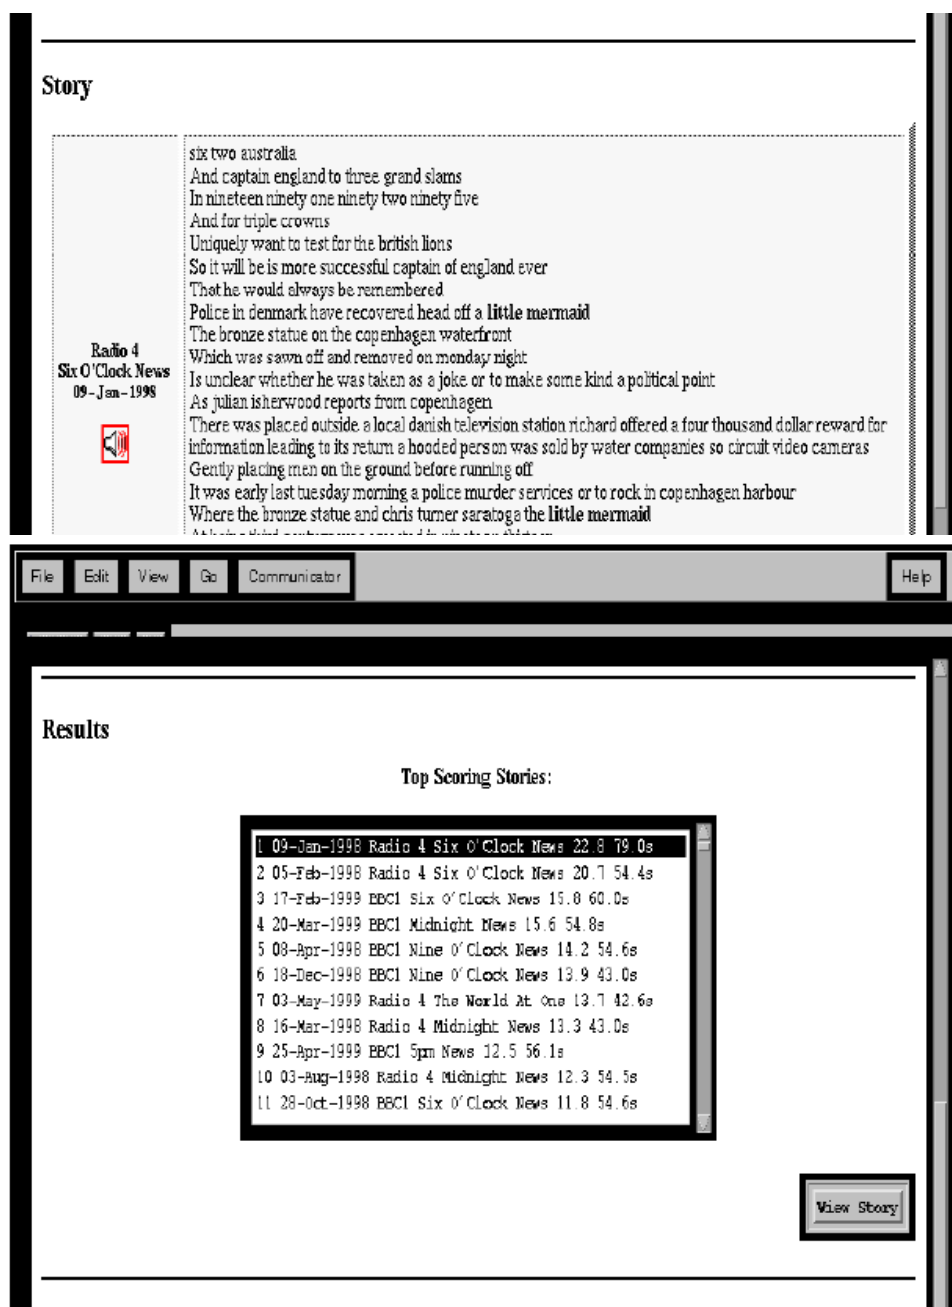 Story
Radio 4
Six O'Clock News
09-Jan-1998
six two australia
And captain england to three grand slams
In nineteen ninety one ninety two ninety five
And for triple crowns
Uniquely want to test for the british lions
So it will be is more successful captain of england ever
That he would always be remembered
Police in denmark have recovered head off a little mermaid
The bronze statue on the copenhagen waterfront
Which was sawn off and removed on monday night
Is unclear whether he was taken as a joke or to make some kind a political point
As julian isherwood reports from copenhagen
There was placed outside a local danish television station richard offered a four thousand dollar reward for
information leading to its return a hooded person was sold by water companies so circuit video cameras
Gently placing men on the ground before running off
It was early last tuesday morning a police murder services or to rock in copenhagen harbour
Where the bronze statue and chris turner saratoga the little mermaid
File Edit View Go Communicator Help
Results
Top Scoring Stories:
1 09-Jan-1998 Radio 4 Six O'Clock News 22.8 79.0s
2 05-Feb-1998 Radio 4 Six O'Clock News 20.7 54.4s
3 17-Feb-1999 BBC1 Six O'Clock News 15.8 60.0s
4 20-Mar-1998 BBC1 Midnight News 15.6 54.8s
5 08-Apr-1998 BBC1 Nine O'Clock News 14.2 54.6s
6 18-Dec-1998 BBC1 Nine O'Clock News 13.9 43.0s
7 03-May-1999 Radio 4 The World At One 13.7 42.6s
8 16-Mar-1998 Radio 4 Midnight News 13.3 43.0s
9 25-Apr-1999 BBC1 5pm News 12.5 56.1s
10 03-Aug-1998 Radio 4 Midnight News 12.3 54.5s
11 28-Oct-1998 BBC1 Six O'Clock News 11.8 54.6s
View Story